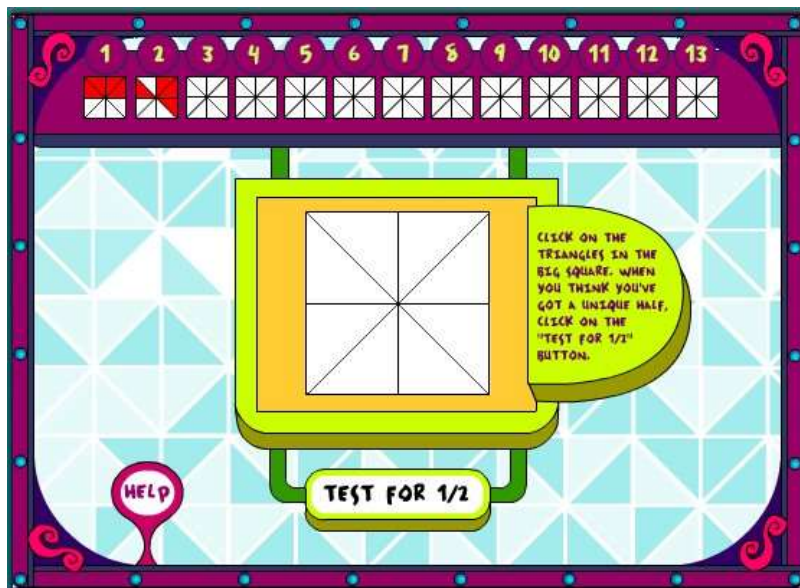 1 2 3 4 5 6 7 8 9 10 11 12 13
CLICK ON THE
TRIANGLES IN THE
BIG SQUARE. WHEN
YOU THINK YOU'VE
GOT A UNIQUE HALF,
CLICK ON THE
"TEST FOR 1/2"
BUTTON.
HELP
TEST FOR 1/2